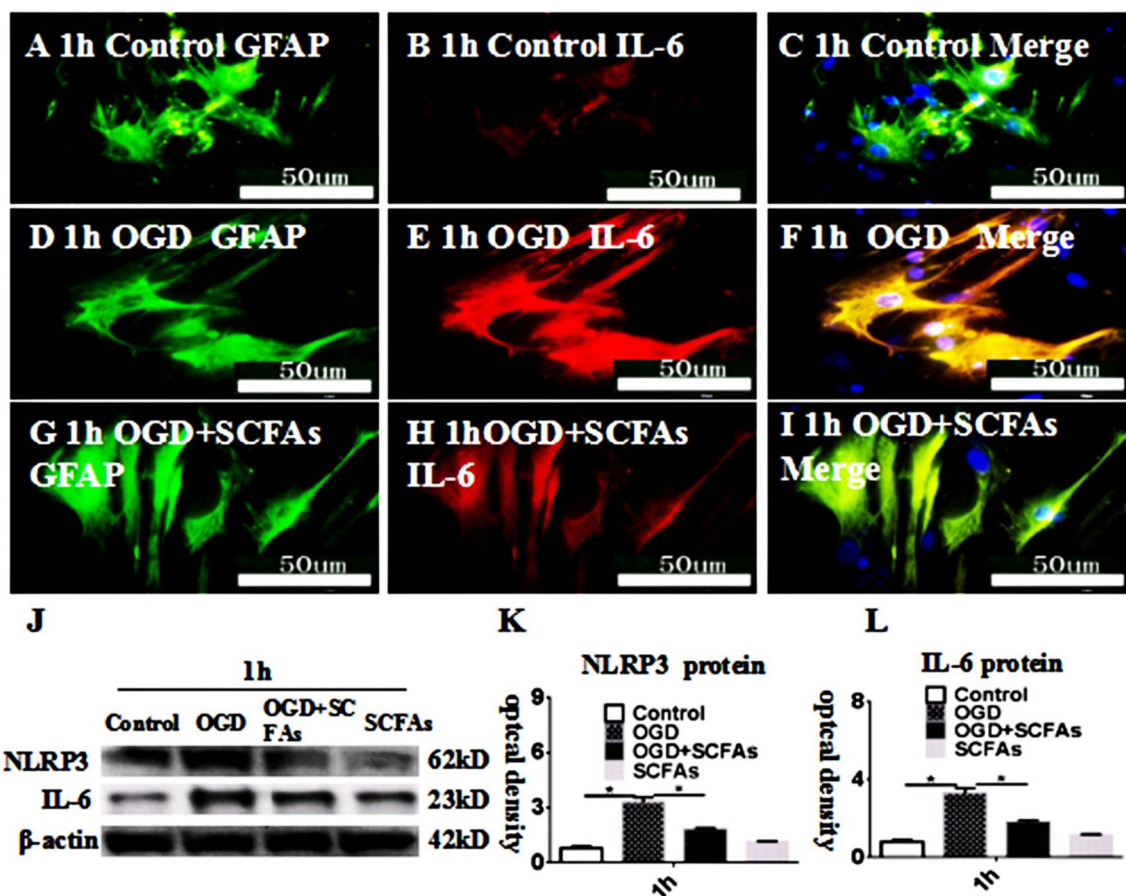 A 1h Control GFAP
50um
B 1h Control IL-6
50um
C 1h Control Merge
50um
D 1h OGD GFAP
50um
E 1h OGD IL-6
50um
F 1h OGD Merge
50um
G 1h OGD+SCFAs
GFAP
50um
H 1hOGD+SCFAs
IL-6
50um
I 1h OGD+SCFAs
Merge
50um
J
1h
Control OGD OGD+SC
FAs SCFAs
NLRP3 62kD
IL-6 23kD
β-actin 42kD
K
NLRP3 protein
optcal density
9
6
3
0
Control
OGD
OGD+SCFAs
SCFAs
* *
1h
L
IL-6 protein
optcal density
8
4
0
Control
OGD
OGD+SCFAs
SCFAs
* *
1h